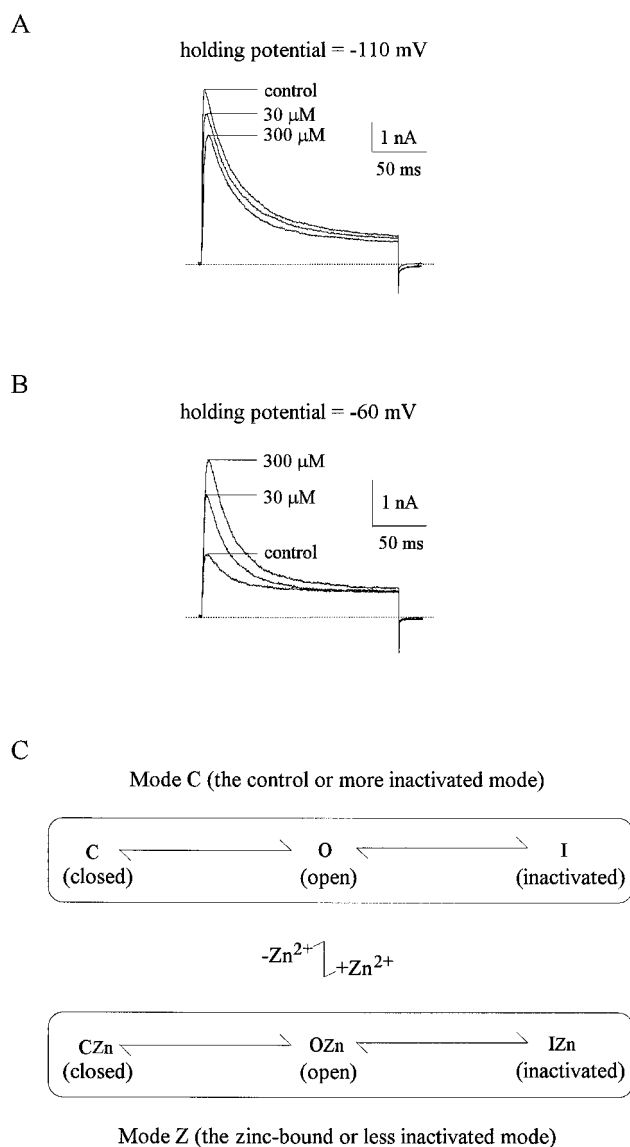 A
holding potential = -110 mV
control
30 μM
300 μM
1 nA
50 ms
B
holding potential = -60 mV
300 μM
30 μM
control
1 nA
50 ms
C
Mode C (the control or more inactivated mode)
C O I
(closed) (open) (inactivated)
-Zn²⁺ +Zn²⁺
CZn OZn IZn
(closed) (open) (inactivated)
Mode Z (the zinc-bound or less inactivated mode)